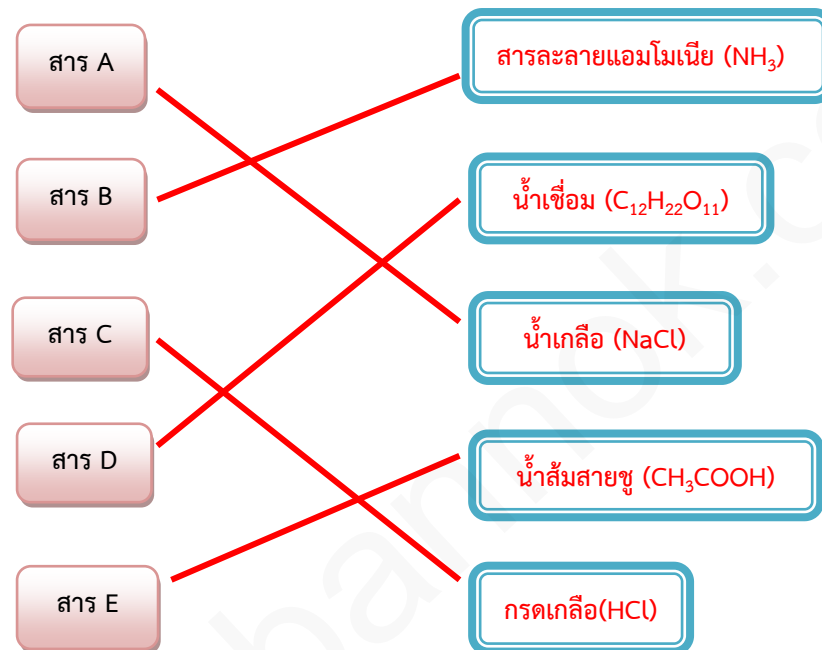 สาร A
สารละลายแอมโมเนีย (NH₃)
สาร B
น้ำเชื่อม (C₁₂H₂₂O₁₁)
สาร C
น้ำเกลือ (NaCl)
สาร D
น้ำส้มสายชู (CH₃COOH)
สาร E
กรดเกลือ(HCl)